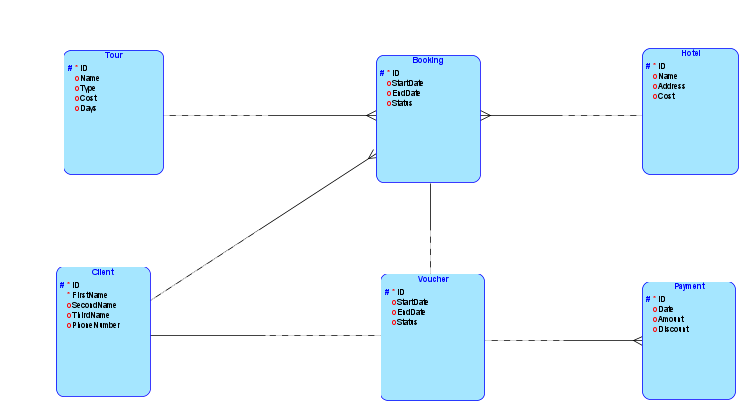 Tour
# * ID
o Name
o Type
o Cost
o Days
Booking
# * ID
o StartDate
o EndDate
o Status
Hotel
# * ID
o Name
o Address
o Cost
Client
# * ID
* FirstName
o SecondName
o ThirdName
o PhoneNumber
Voucher
# * ID
o StartDate
o EndDate
o Status
Payment
# * ID
o Date
o Amount
o Discount